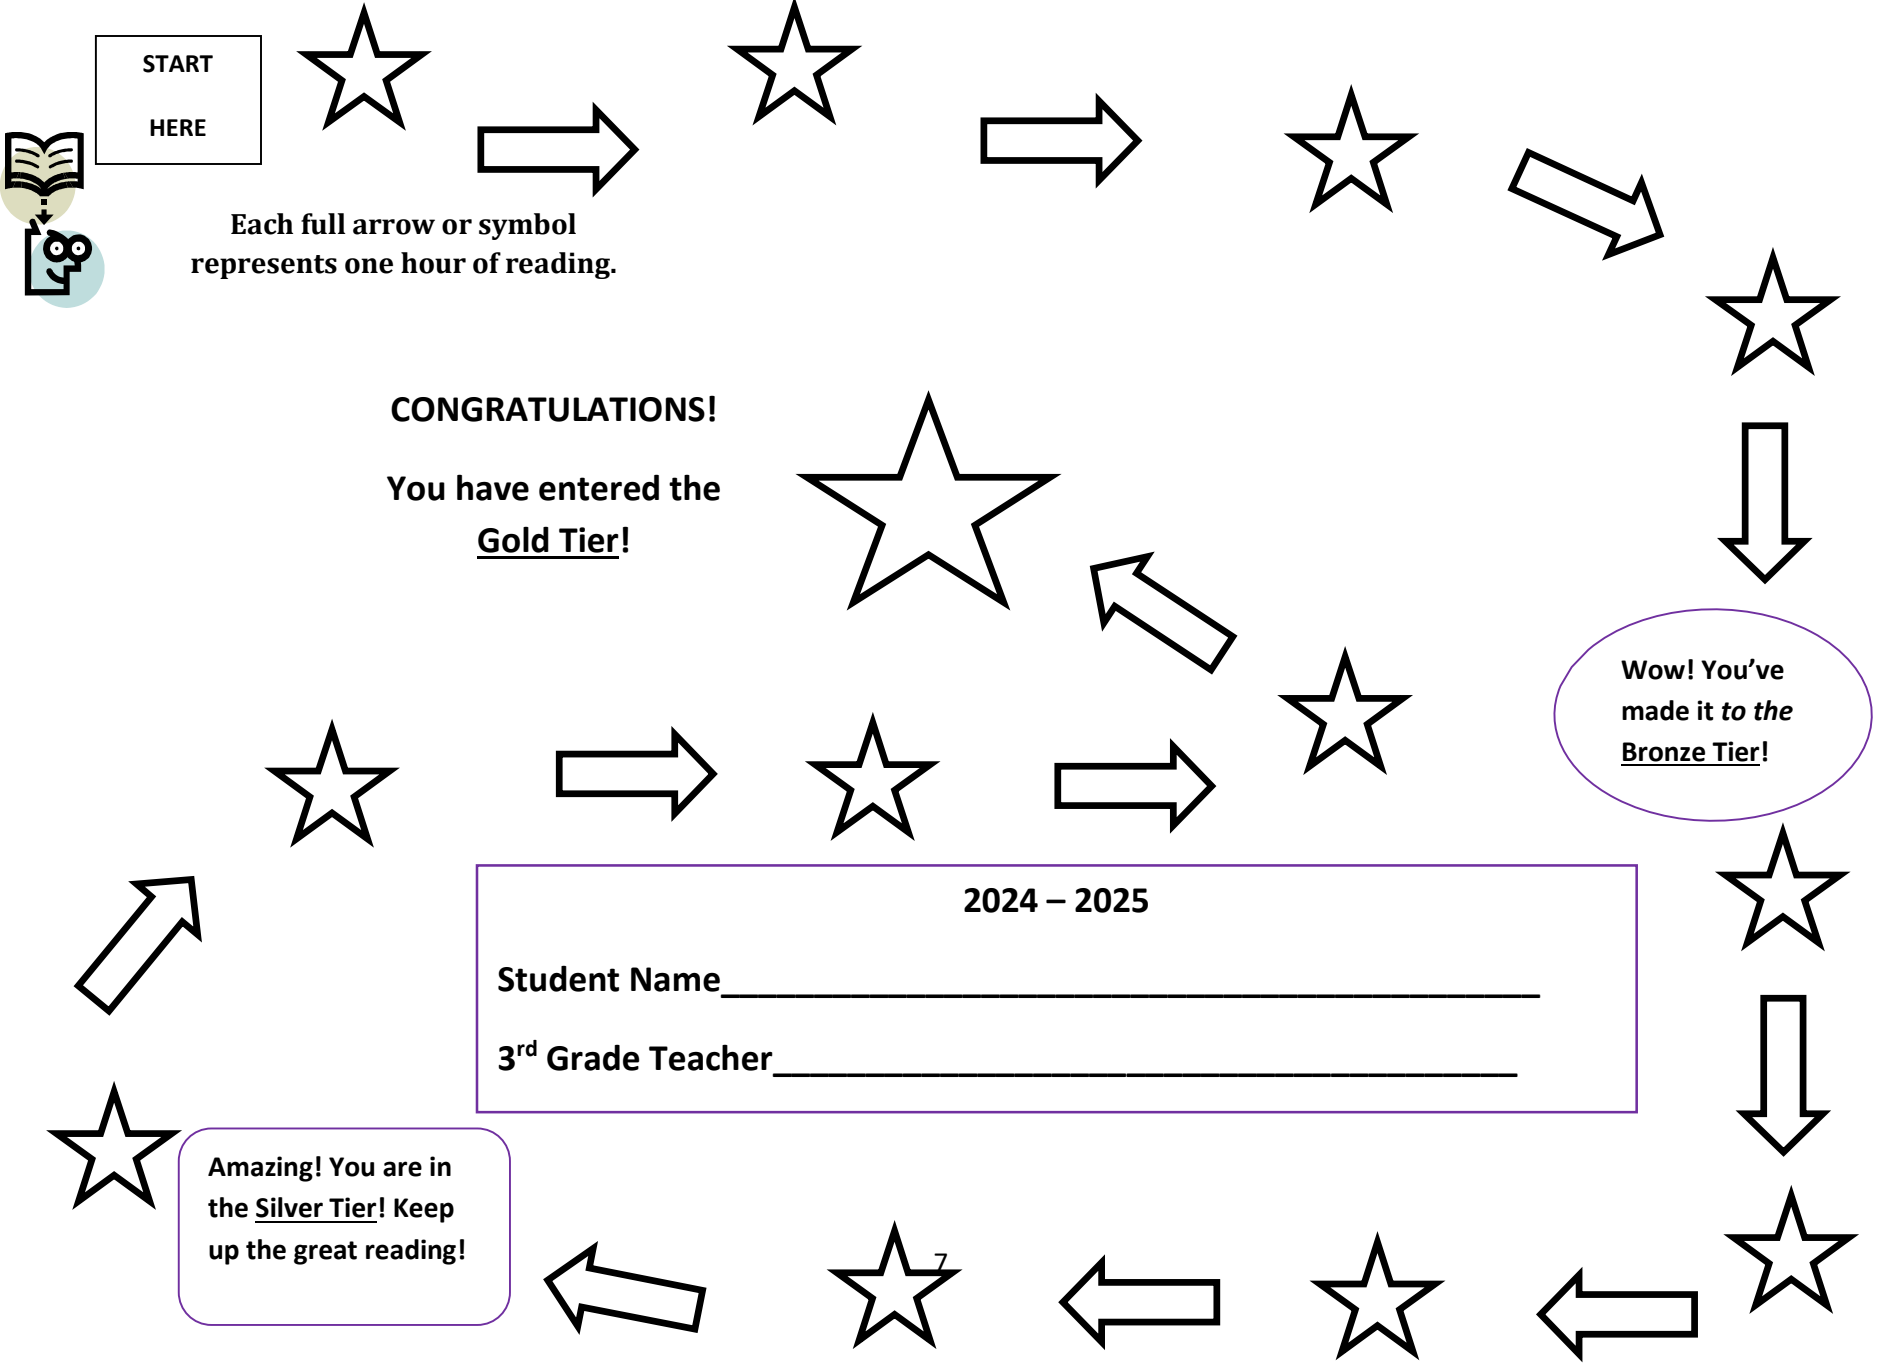 START
HERE
Each full arrow or symbol
represents one hour of reading.
CONGRATULATIONS!
You have entered the
Gold Tier!
Wow! You’ve
made it to the
Bronze Tier!
2024 – 2025
Student Name____________________________________________
3rd Grade Teacher________________________________________
Amazing! You are in
the Silver Tier! Keep
up the great reading!
7